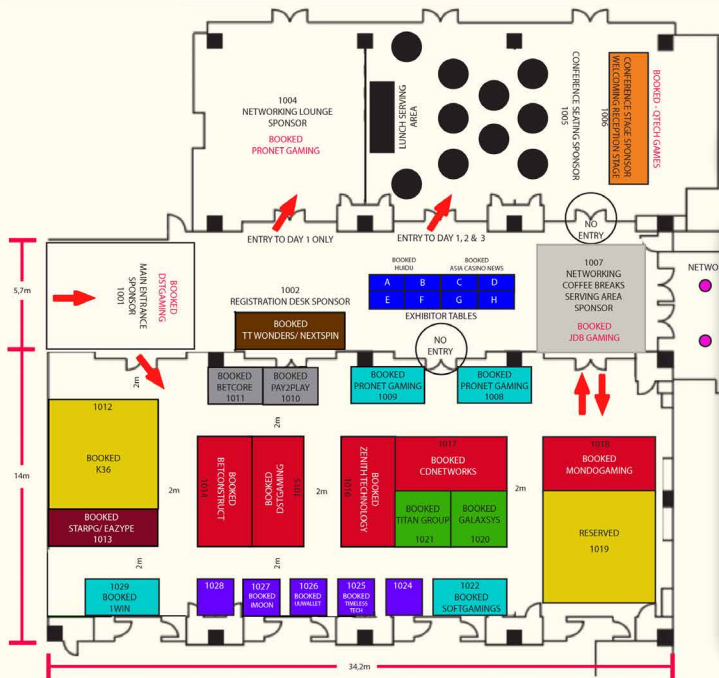 1004
NETWORKING LOUNGE
SPONSOR
BOOKED
PRONET GAMING
LUNCH SERVING
AREA
CONFERENCE SEATING SPONSOR
1005
CONFERENCE STAGE SPONSOR
WELCOMING RECEPTION STAGE
1006
BOOKED - QTECH GAMES
ENTRY TO DAY 1 ONLY
ENTRY TO DAY 1, 2 & 3
NO
ENTRY
5,7m
MAIN ENTRANCE
SPONSOR
1001
BOOKED
DSTGAMING
1002
REGISTRATION DESK SPONSOR
BOOKED
TT WONDERS/ NEXTSPIN
BOOKED
HUIDU
BOOKED
ASIA CASINO NEWS
A B C D
E F G H
EXHIBITOR TABLES
NO
ENTRY
1007
NETWORKING
COFFEE BREAKS
SERVING AREA
SPONSOR
BOOKED
JDB GAMING
NETWO
14m
2m
BOOKED
BETCORE
1011
BOOKED
PAY2PLAY
1010
BOOKED
PRONET GAMING
1009
BOOKED
PRONET GAMING
1008
2m
1012
BOOKED
K36
BOOKED
STARPG/ EAZYPE
1013
2m
BOOKED
BETCONSTRUCT
1014
BOOKED
DSTGAMING
1015
2m
BOOKED
ZENITH TECHNOLOGY
1016
1017
BOOKED
CDNETWORKS
BOOKED
TITAN GROUP
1021
BOOKED
GALAXSYS
1020
2m
1018
BOOKED
MONDOGAMING
RESERVED
1019
2m
2m
1029
BOOKED
1WIN
1028
1027
BOOKED
iMOON
1026
BOOKED
UUWALLET
1025
BOOKED
TIMELESS
TECH
1024
1022
BOOKED
SOFTGAMINGS
34,2m